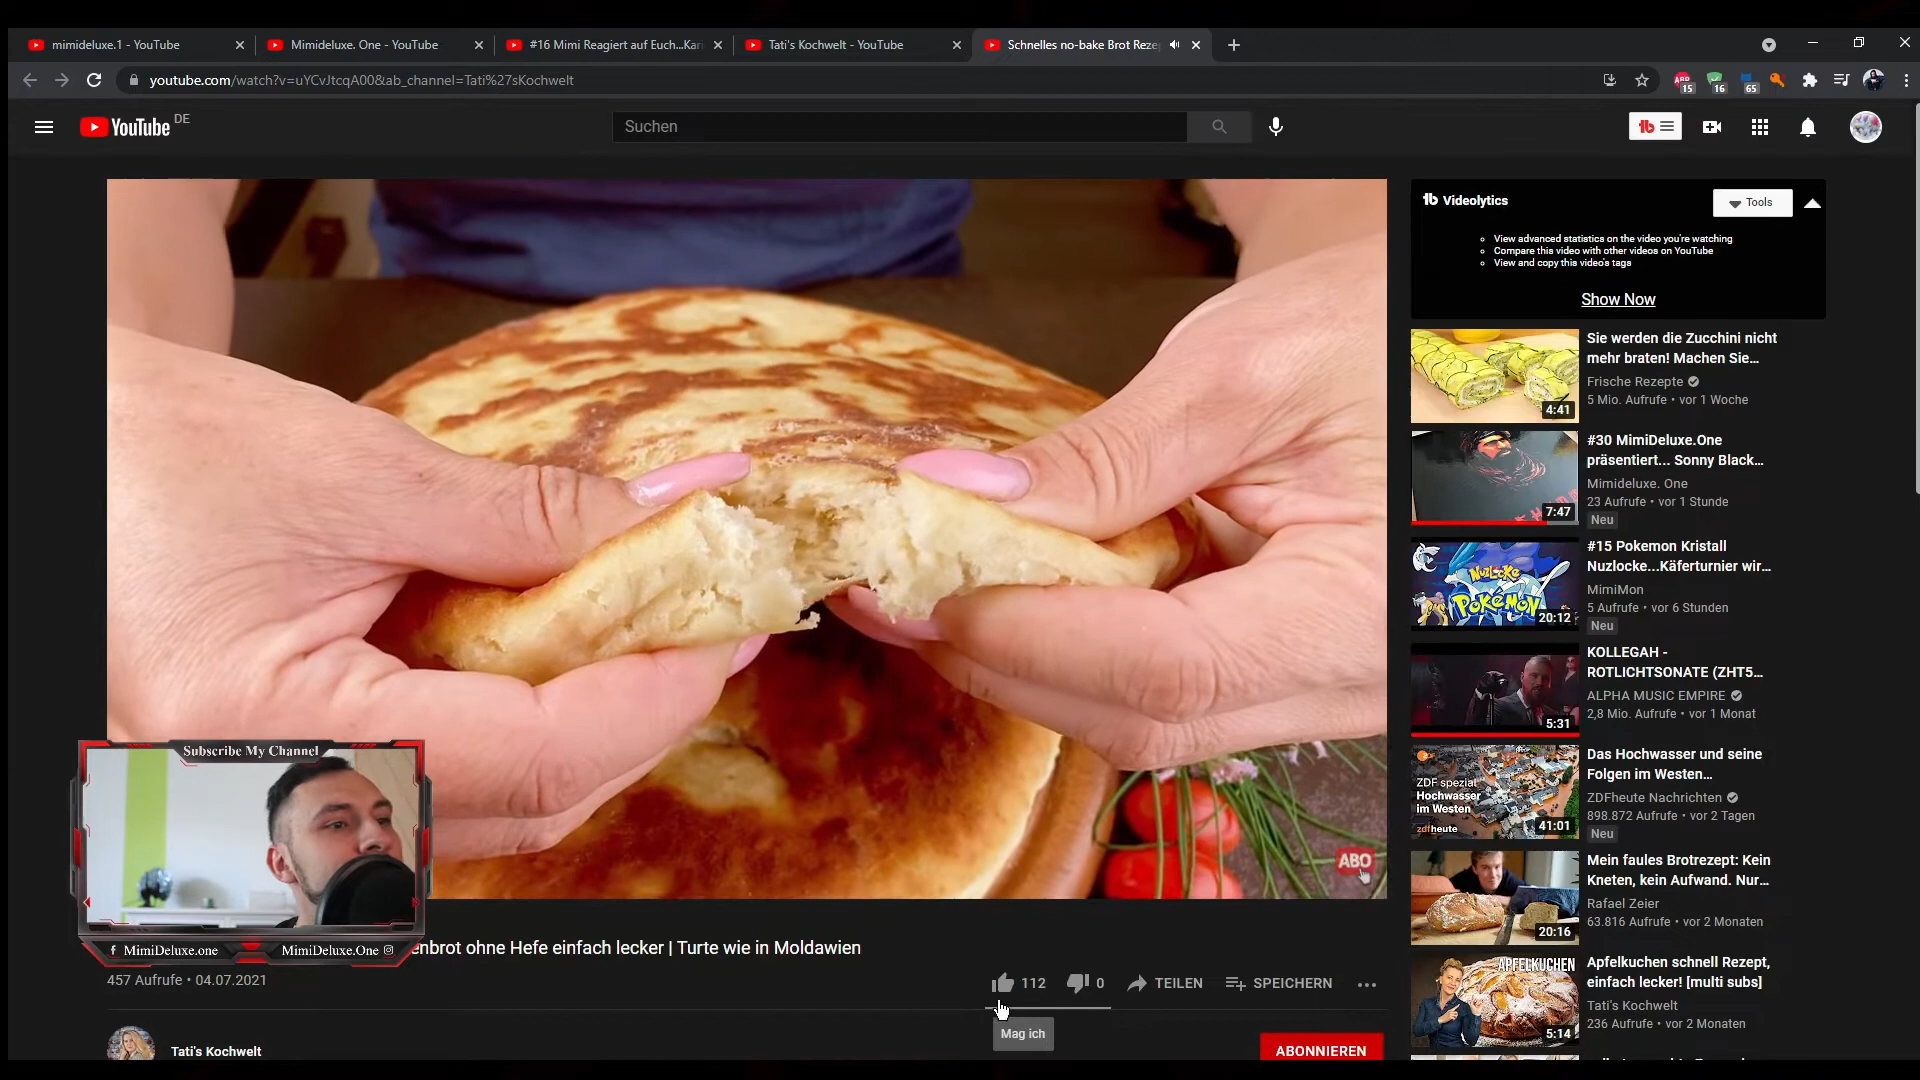 mimideluxe.1 - YouTube
Mimideluxe. One - YouTube
#16 Mimi Reagiert auf Euch...Kari
Tati's Kochwelt - YouTube
Schnelles no-bake Brot Reze
youtube.com/watch?v=uYCvJtcqA00&ab_channel=Tati%27sKochwelt
ABP
15
16
65
YouTube DE
Suchen
tb
tb Videolytics
Tools
View advanced statistics on the video you're watching
Compare this video with other videos on YouTube
View and copy this video's tags
Show Now
4:41
Sie werden die Zucchini nicht
mehr braten! Machen Sie...
Frische Rezepte
5 Mio. Aufrufe • vor 1 Woche
7:47
#30 MimiDeluxe.One
präsentiert... Sonny Black...
Mimideluxe. One
23 Aufrufe • vor 1 Stunde
Neu
NUZLOCKE
POKÉMON
20:12
#15 Pokemon Kristall
Nuzlocke...Käferturnier wir...
MimiMon
5 Aufrufe • vor 6 Stunden
Neu
5:31
KOLLEGAH -
ROTLICHTSONATE (ZHT5...
ALPHA MUSIC EMPIRE
2,8 Mio. Aufrufe • vor 1 Monat
ZDF spezial
Hochwasser
im Westen
zdfheute
41:01
Das Hochwasser und seine
Folgen im Westen...
ZDFheute Nachrichten
898.872 Aufrufe • vor 2 Tagen
Neu
20:16
Mein faules Brotrezept: Kein
Kneten, kein Aufwand. Nur...
Rafael Zeier
63.816 Aufrufe • vor 2 Monaten
APFELKUCHEN
5:14
Apfelkuchen schnell Rezept,
einfach lecker! [multi subs]
Tati's Kochwelt
236 Aufrufe • vor 2 Monaten
ABO
Subscribe My Channel
MimiDeluxe.one
MimiDeluxe.One
enbrot ohne Hefe einfach lecker | Turte wie in Moldawien
457 Aufrufe • 04.07.2021
112
0
TEILEN
SPEICHERN
Mag ich
Tati's Kochwelt
ABONNIEREN